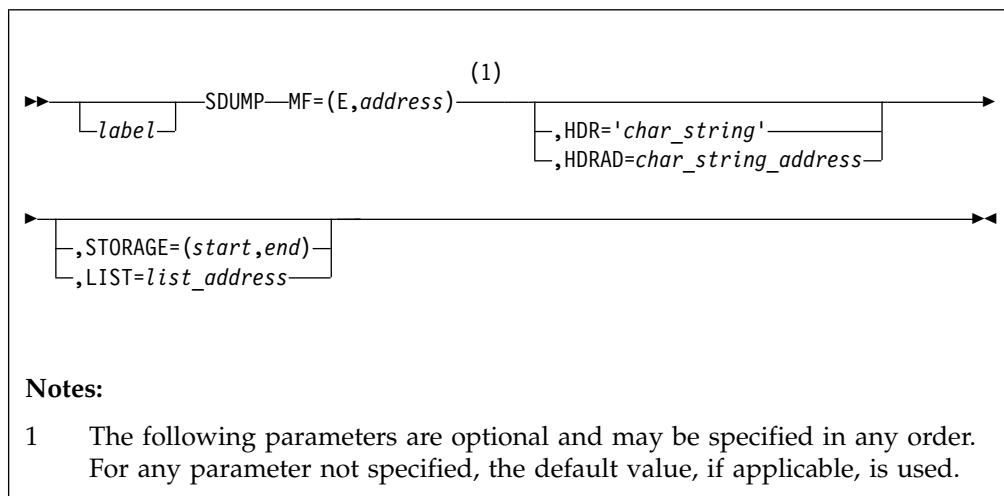 (1)
SDUMP MF=(E,address)
label
,HDR='char_string'
,HDRAD=char_string_address
,STORAGE=(start,end)
,LIST=list_address
Notes:
1 The following parameters are optional and may be specified in any order.
For any parameter not specified, the default value, if applicable, is used.